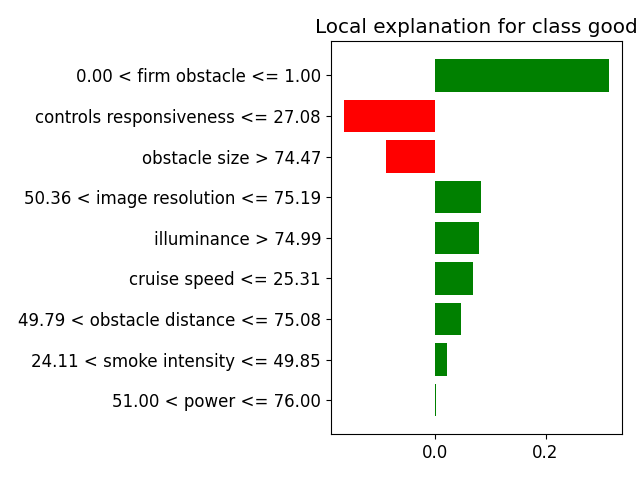 Local explanation for class good
0.00 < firm obstacle <= 1.00
controls responsiveness <= 27.08
obstacle size > 74.47
50.36 < image resolution <= 75.19
illuminance > 74.99
cruise speed <= 25.31
49.79 < obstacle distance <= 75.08
24.11 < smoke intensity <= 49.85
51.00 < power <= 76.00
0.0 0.2